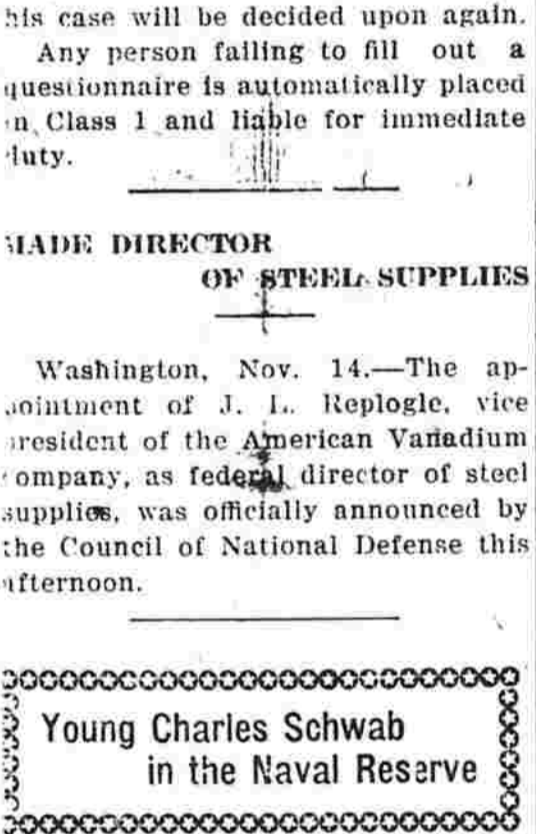 his case will be decided upon again.
Any person failing to fill out a
questionnaire is automatically placed
in Class 1 and liable for immediate
duty.
MADE DIRECTOR
OF STEEL SUPPLIES
Washington, Nov. 14.—The ap-
pointment of J. L. Replogle, vice
president of the American Vanadium
company, as federal director of steel
supplies, was officially announced by
the Council of National Defense this
afternoon.
Young Charles Schwab
in the Naval Reserve